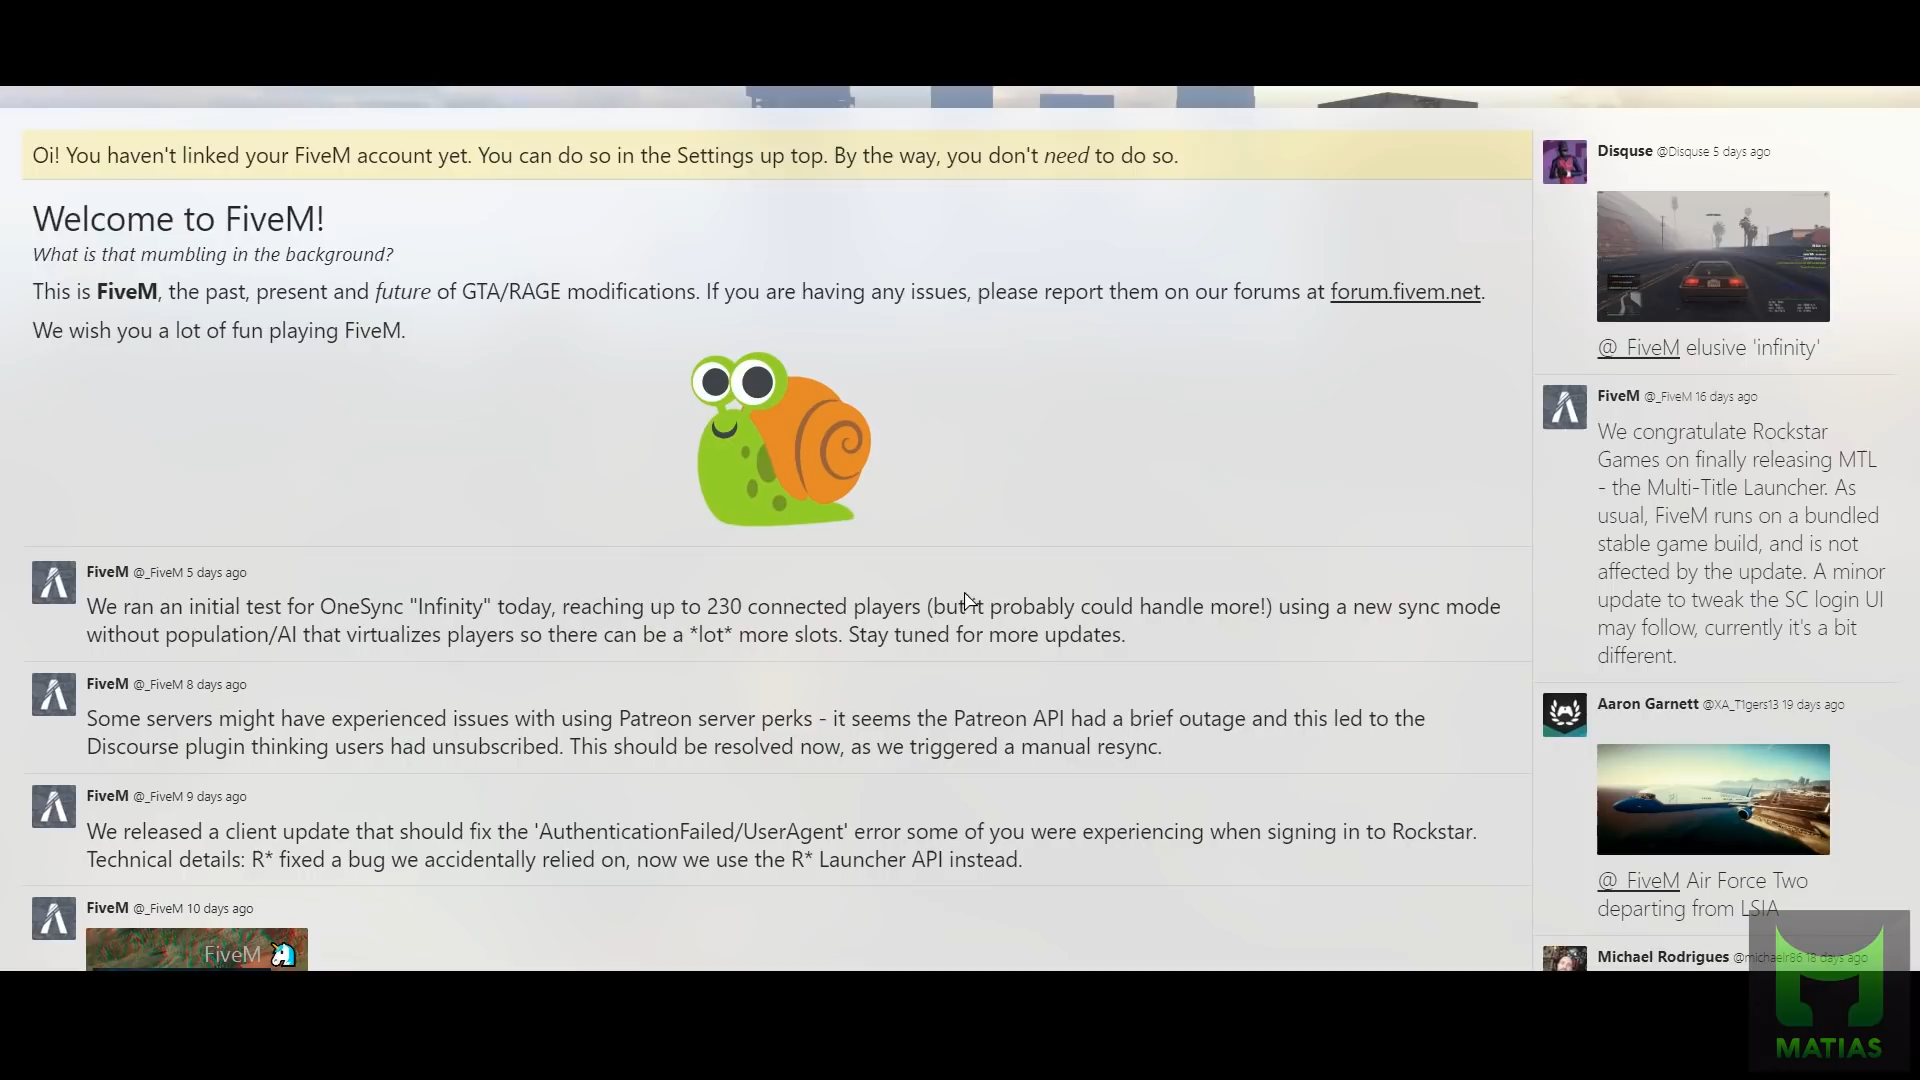 Oi! You haven't linked your FiveM account yet. You can do so in the Settings up top. By the way, you don't need to do so.
Welcome to FiveM!
What is that mumbling in the background?
This is FiveM, the past, present and future of GTA/RAGE modifications. If you are having any issues, please report them on our forums at forum.fivem.net.
We wish you a lot of fun playing FiveM.
FiveM @_FiveM 5 days ago
We ran an initial test for OneSync "Infinity" today, reaching up to 230 connected players (but it probably could handle more!) using a new sync mode
without population/AI that virtualizes players so there can be a *lot* more slots. Stay tuned for more updates.
FiveM @_FiveM 8 days ago
Some servers might have experienced issues with using Patreon server perks - it seems the Patreon API had a brief outage and this led to the
Discourse plugin thinking users had unsubscribed. This should be resolved now, as we triggered a manual resync.
FiveM @_FiveM 9 days ago
We released a client update that should fix the 'AuthenticationFailed/UserAgent' error some of you were experiencing when signing in to Rockstar.
Technical details: R* fixed a bug we accidentally relied on, now we use the R* Launcher API instead.
FiveM @_FiveM 10 days ago
FiveM
Disquse @Disquse 5 days ago
@_FiveM elusive 'infinity'
FiveM @_FiveM 16 days ago
We congratulate Rockstar
Games on finally releasing MTL
- the Multi-Title Launcher. As
usual, FiveM runs on a bundled
stable game build, and is not
affected by the update. A minor
update to tweak the SC login UI
may follow, currently it's a bit
different.
Aaron Garnett @XA_T1gers13 19 days ago
@_FiveM Air Force Two
departing from LSIA
Michael Rodrigues @michaelr86 18 days ago
MATIAS